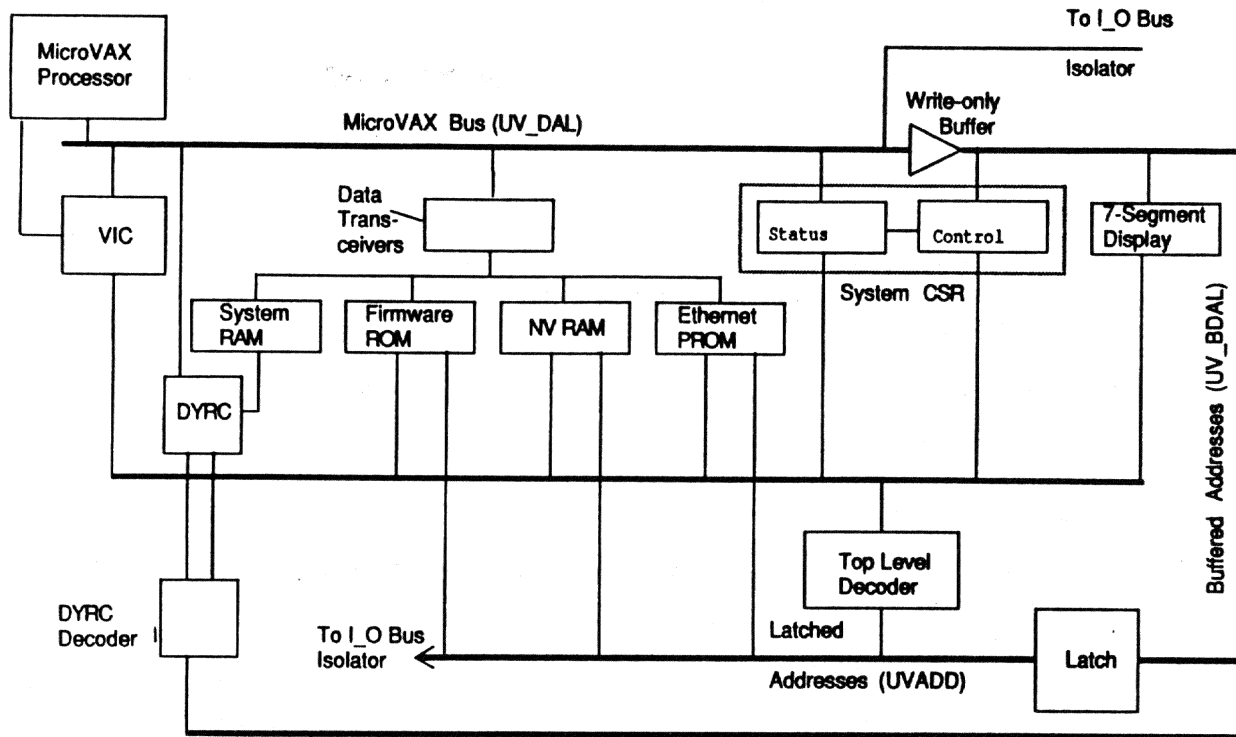 To I_O Bus
Isolator
MicroVAX
Processor
Write-only
Buffer
MicroVAX Bus (UV_DAL)
Data
Trans-
ceivers
VIC
Status
Control
7-Segment
Display
System CSR
System
RAM
Firmware
ROM
NV RAM
Ethernet
PROM
DYRC
Buffered Addresses (UV_BDAL)
Top Level
Decoder
DYRC
Decoder
To I_O Bus
Isolator
Latched
Addresses (UVADD)
Latch